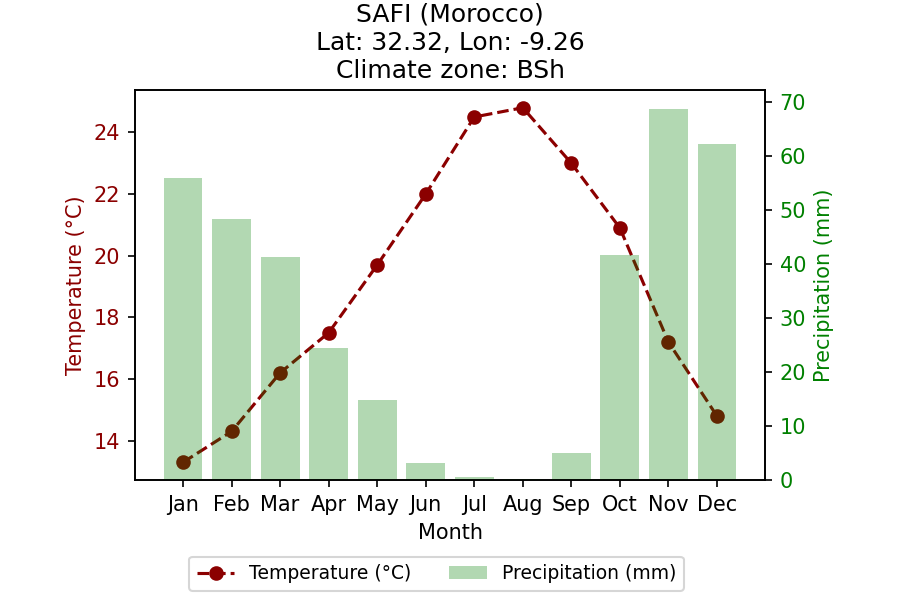 SAFI (Morocco)
Lat: 32.32, Lon: -9.26
Climate zone: BSh
Temperature (°C)
24
22
20
18
16
14
Precipitation (mm)
70
60
50
40
30
20
10
0
Jan Feb Mar Apr May Jun Jul Aug Sep Oct Nov Dec
Month
Temperature (°C) Precipitation (mm)